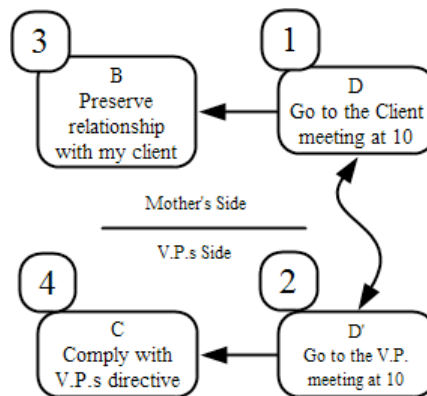 3
B
Preserve
relationship
with my client
1
D
Go to the Client
meeting at 10
Mother's Side
V.P.s Side
4
C
Comply with
V.P.s directive
2
D'
Go to the V.P.
meeting at 10